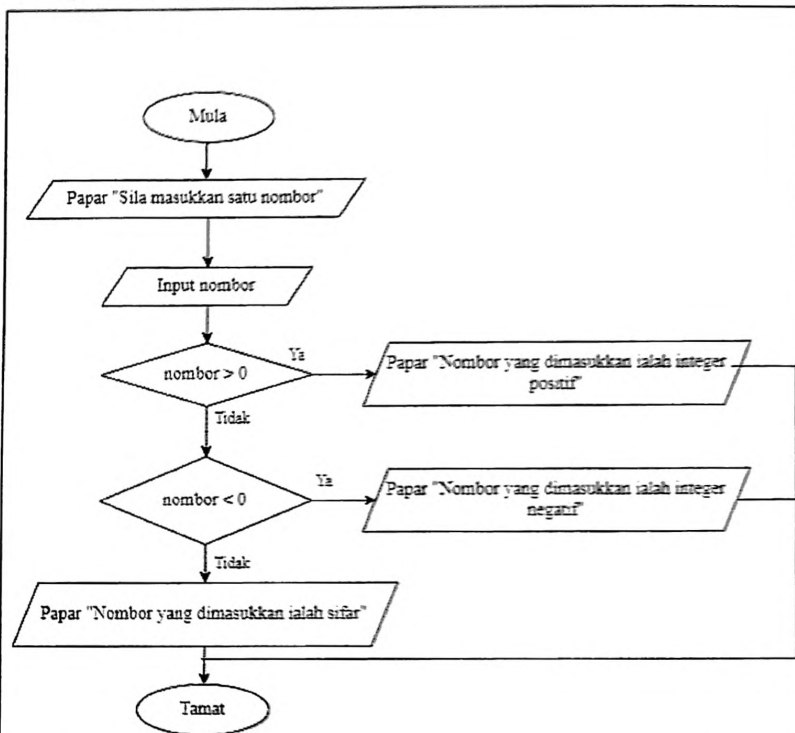 Mula
Papar "Sila masukkan satu nombor"
Input nombor
nombor > 0
Ya
Papar "Nombor yang dimasukkan ialah integer
positif"
Tidak
nombor < 0
Ya
Papar "Nombor yang dimasukkan ialah integer
negatif"
Tidak
Papar "Nombor yang dimasukkan ialah sifar"
Tamat